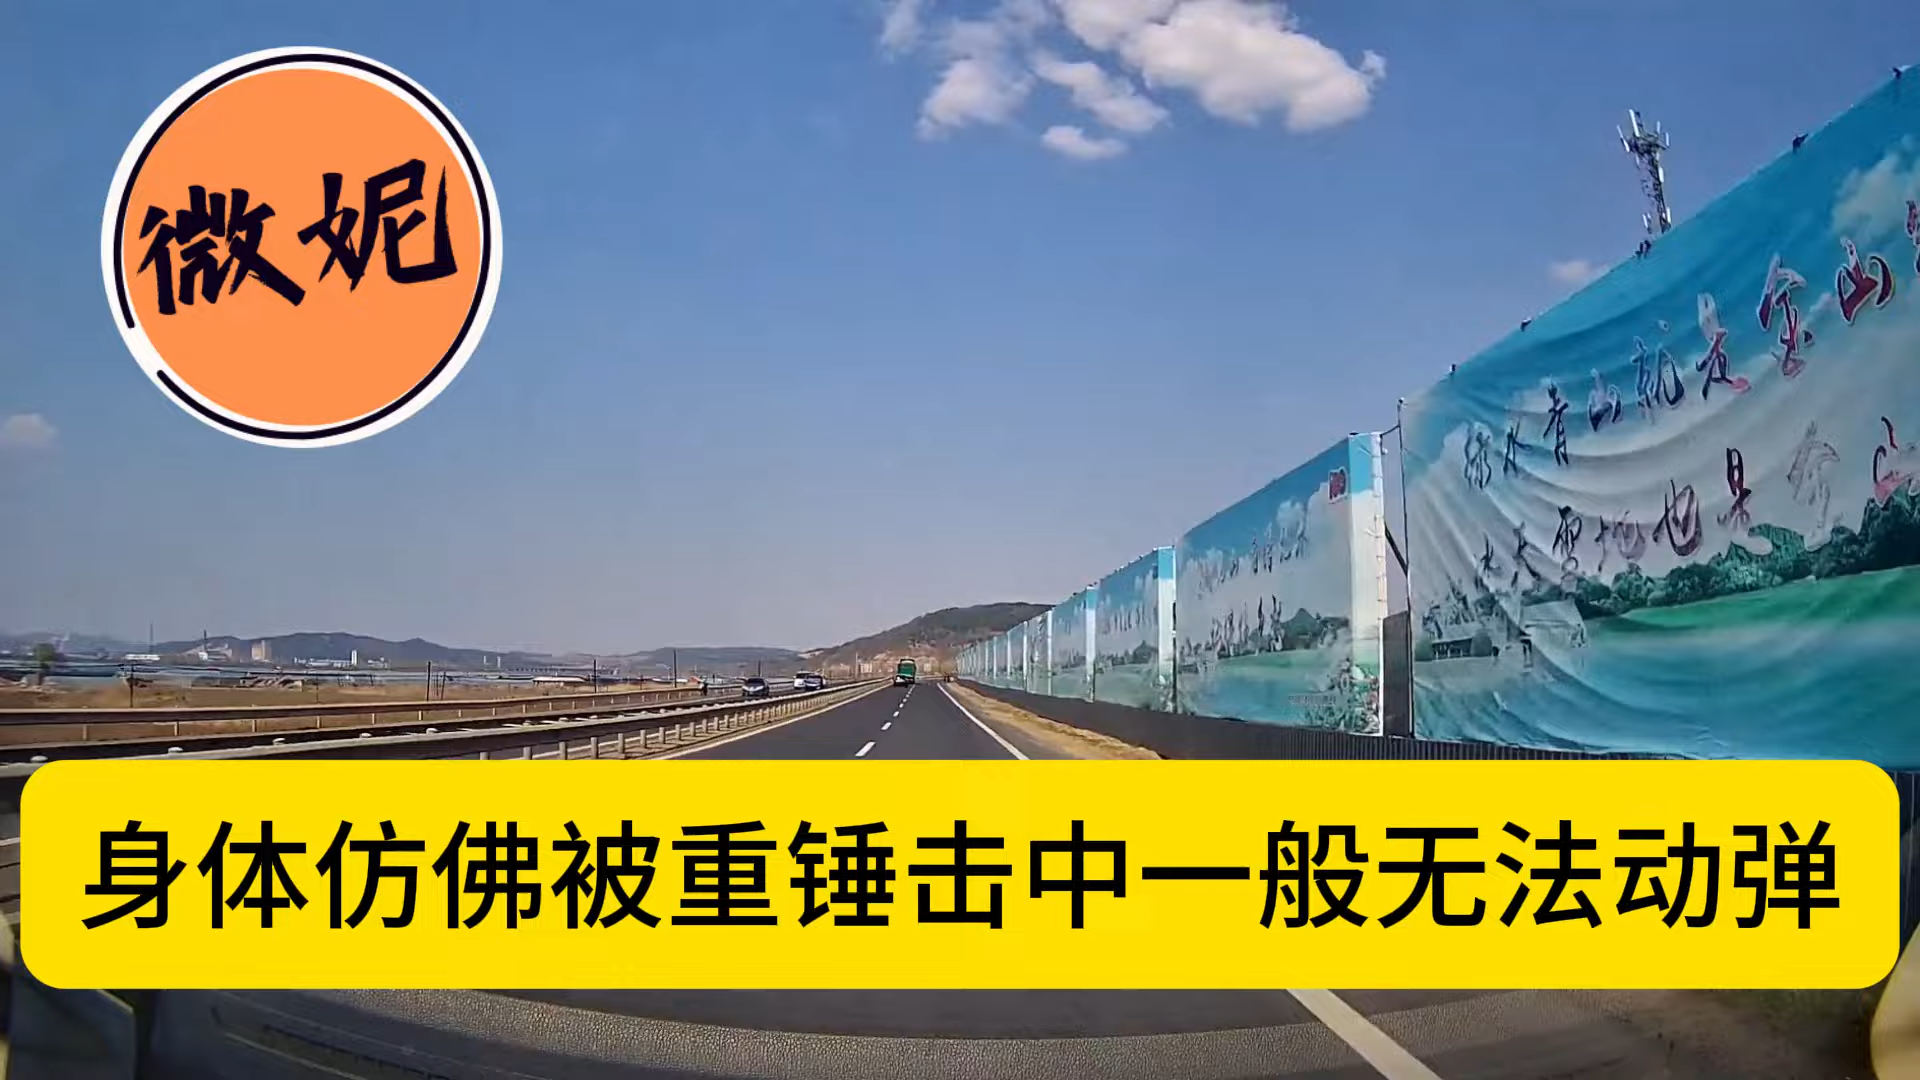 微妮
绿水青山就是金山
冰天雪地也是金山
身体仿佛被重锤击中一般无法动弹